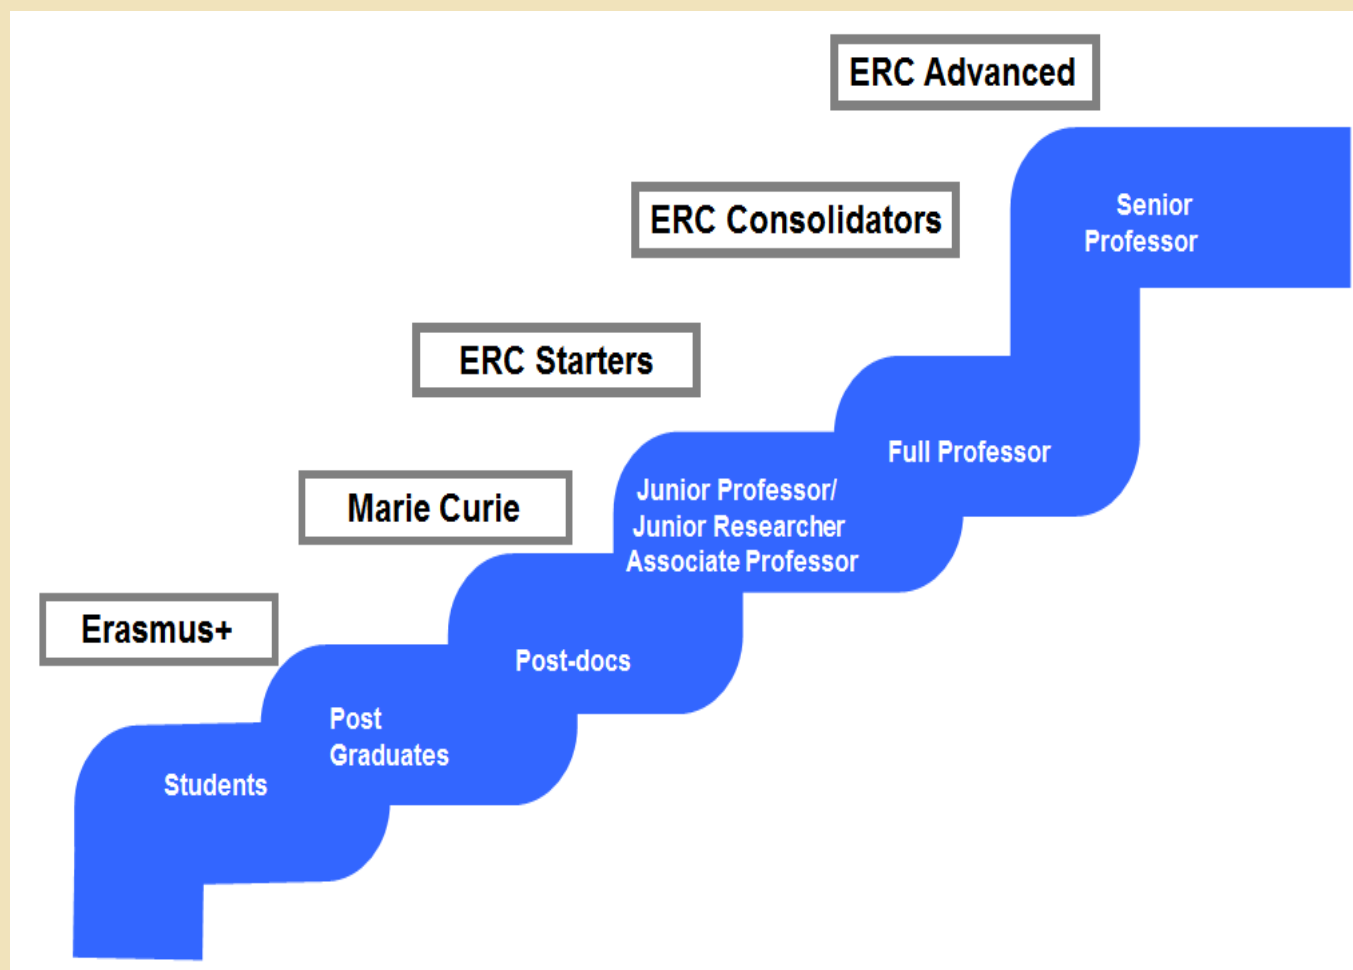 ERC Advanced
ERC Consolidators
ERC Starters
Marie Curie
Erasmus+
Senior
Professor
Full Professor
Junior Professor/
Junior Researcher
Associate Professor
Post-docs
Post
Graduates
Students